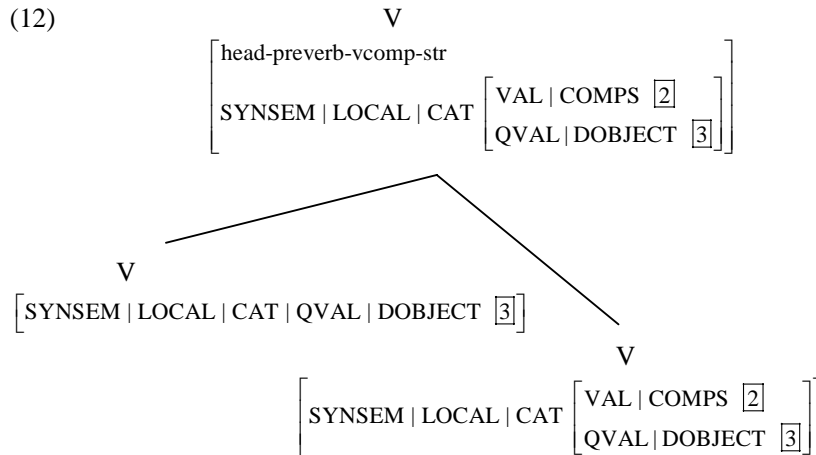 (12)
V
head-preverb-vcomp-str
SYNSEM | LOCAL | CAT
VAL | COMPS 2
QVAL | DOBJECT 3
V
SYNSEM | LOCAL | CAT | QVAL | DOBJECT 3
V
SYNSEM | LOCAL | CAT
VAL | COMPS 2
QVAL | DOBJECT 3